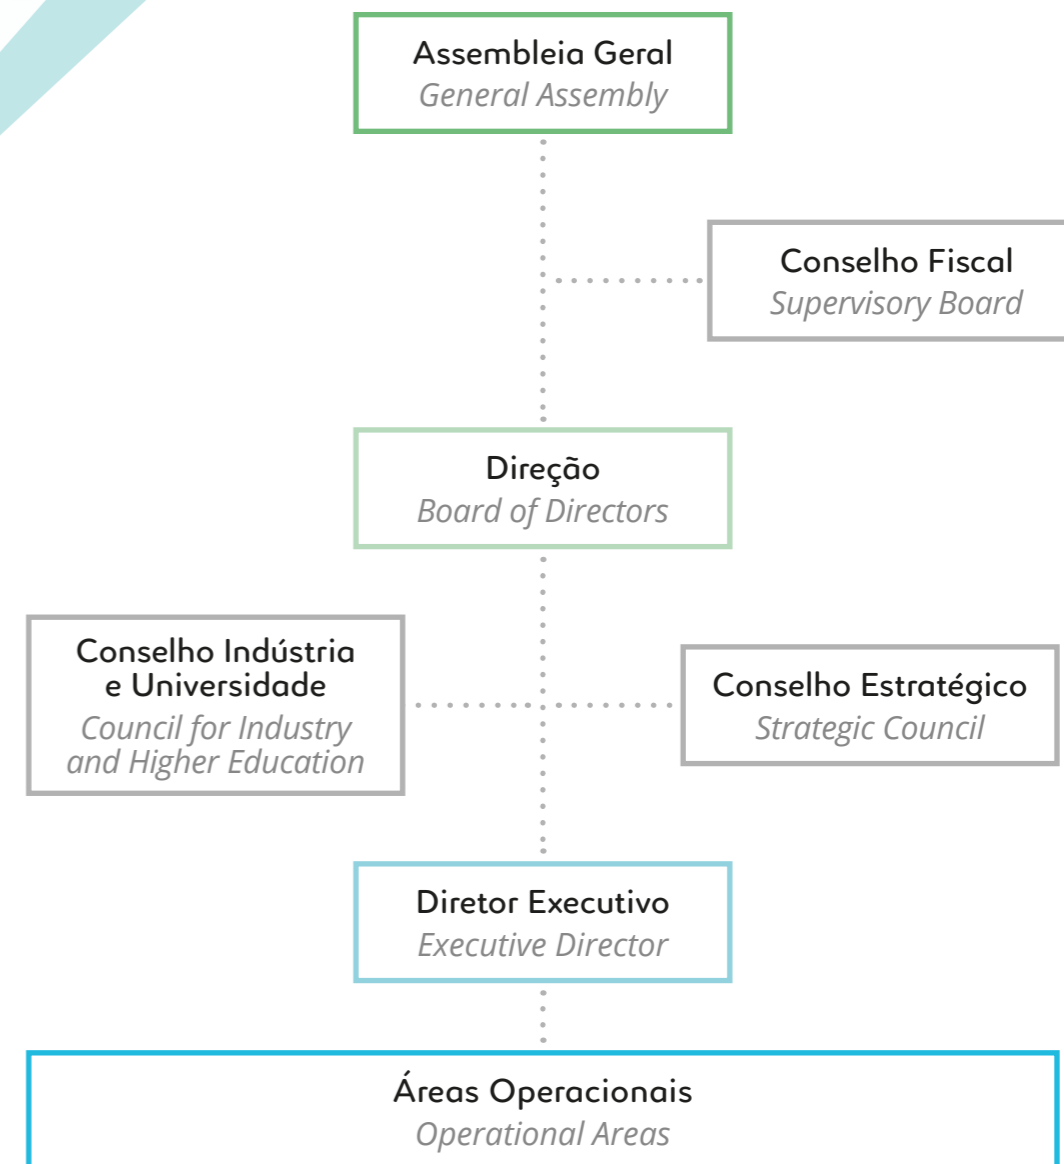 Assembleia Geral
General Assembly
Conselho Fiscal
Supervisory Board
Direção
Board of Directors
Conselho Indústria
e Universidade
Council for Industry
and Higher Education
Conselho Estratégico
Strategic Council
Diretor Executivo
Executive Director
Áreas Operacionais
Operational Areas